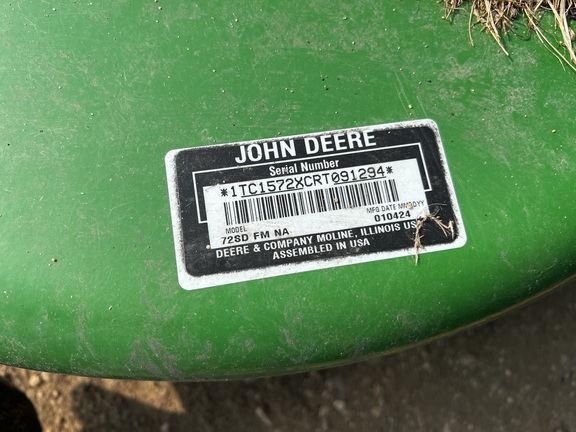 JOHN DEERE
Serial Number
*1TC1572XCRT091294*
MFG DATE MMDDYY
MODEL 010424
72SD FM NA
DEERE & COMPANY MOLINE, ILLINOIS USA
ASSEMBLED IN USA